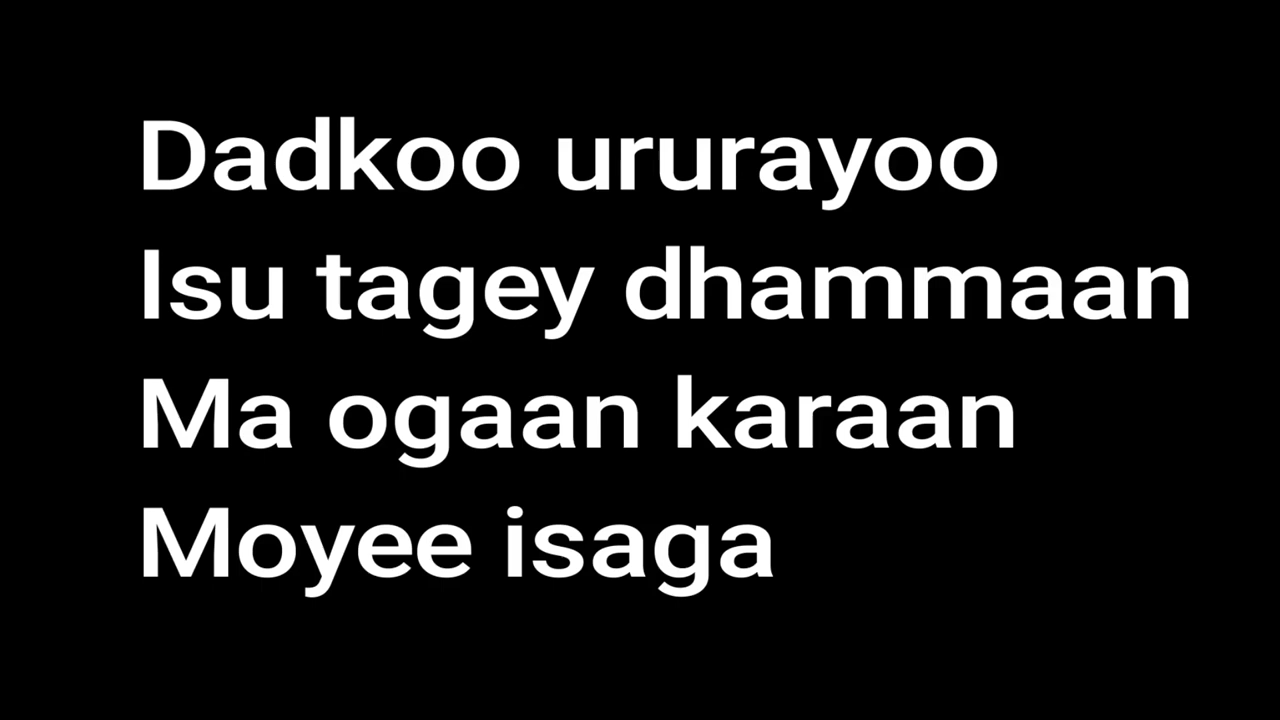 Dadkoo ururayoo
Isu tagey dhammaan
Ma ogaan karaan
Moyee isaga